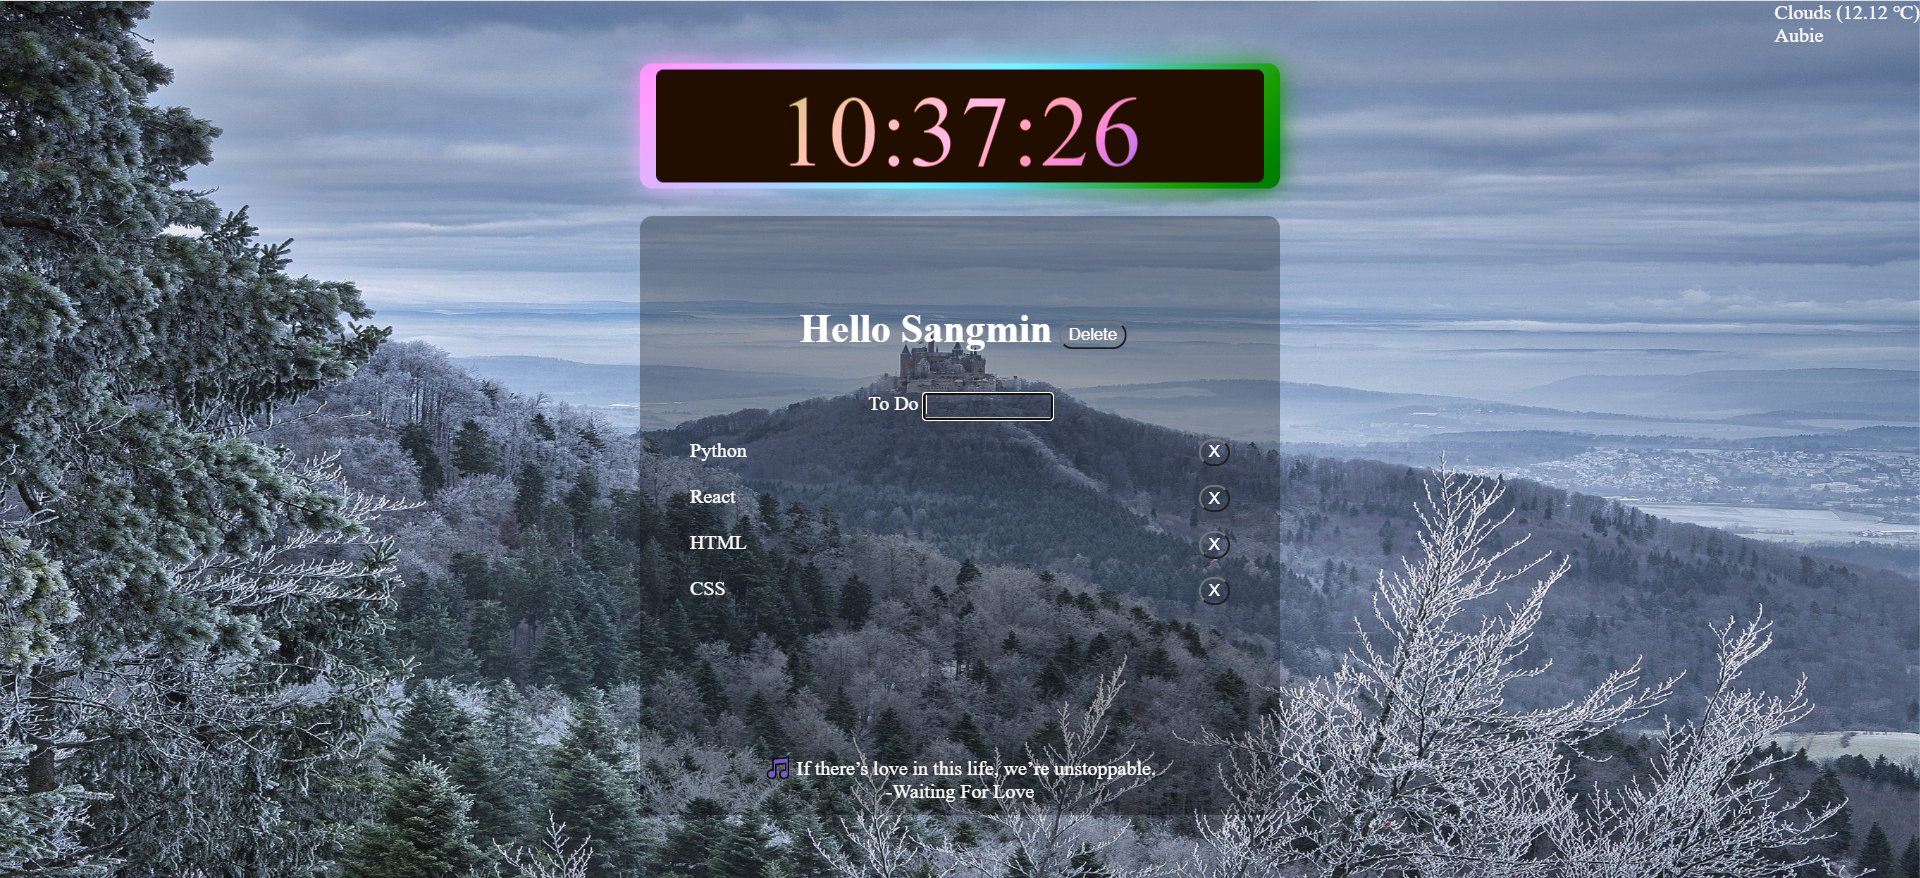 Clouds (12.12 ℃)
Aubie
10:37:26
Hello Sangmin Delete
To Do
Python X
React X
HTML X
CSS X
🎵 If there’s love in this life, we’re unstoppable.
-Waiting For Love